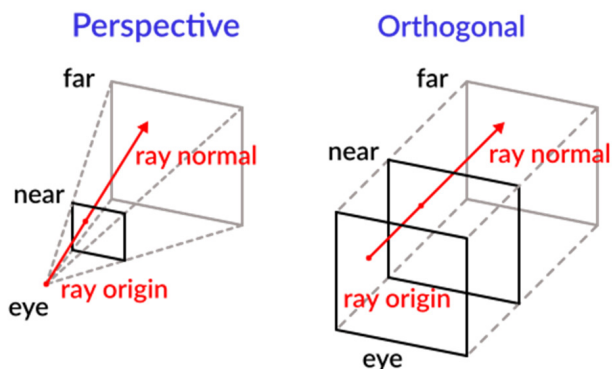 Perspective
far
ray normal
near
ray origin
eye
Orthogonal
far
near
ray normal
ray origin
eye